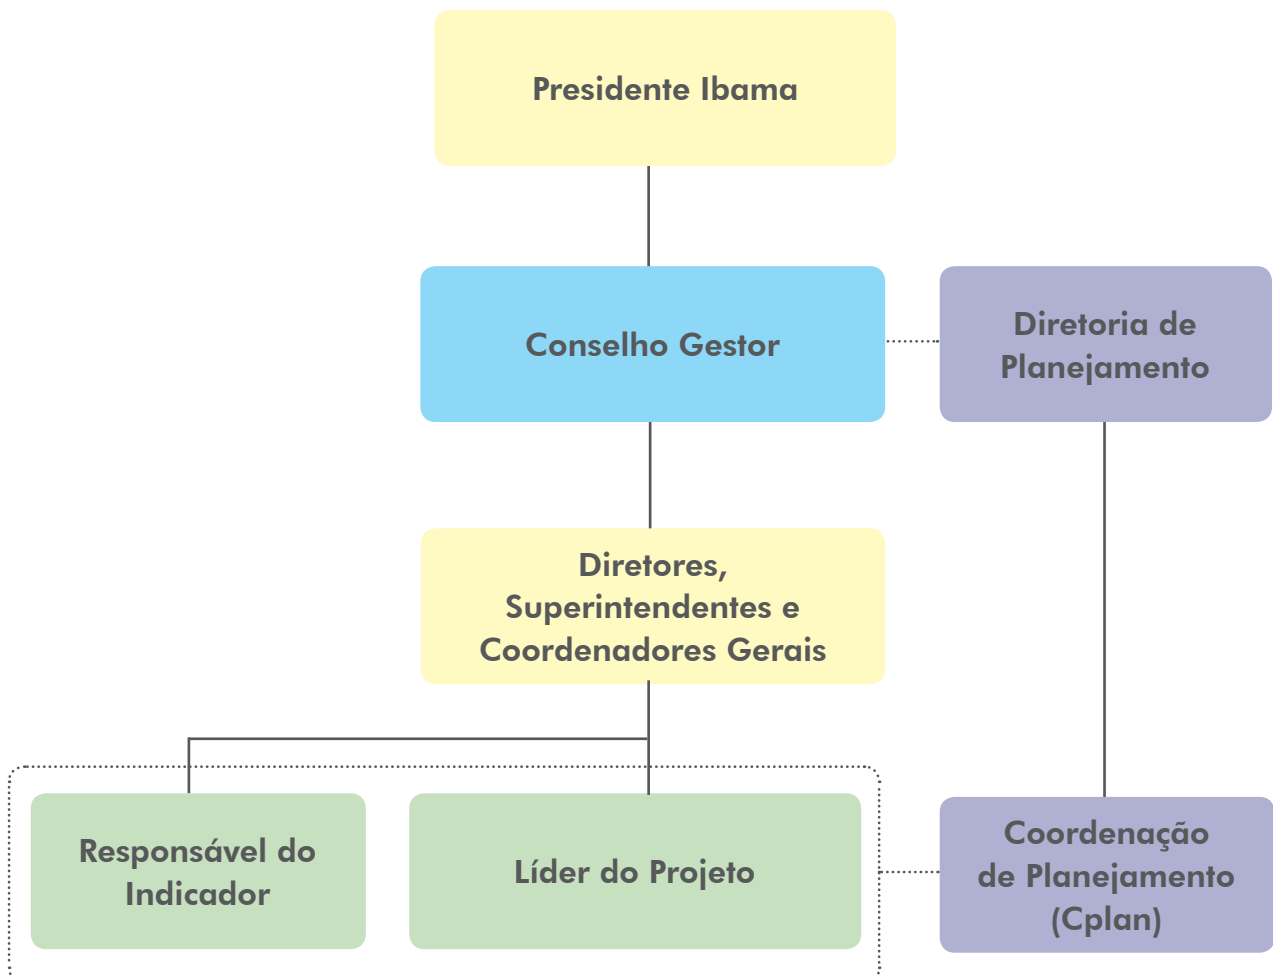 Presidente Ibama
Conselho Gestor
Diretoria de
Planejamento
Diretores,
Superintendentes e
Coordenadores Gerais
Responsável do
Indicador
Líder do Projeto
Coordenação
de Planejamento
(Cplan)